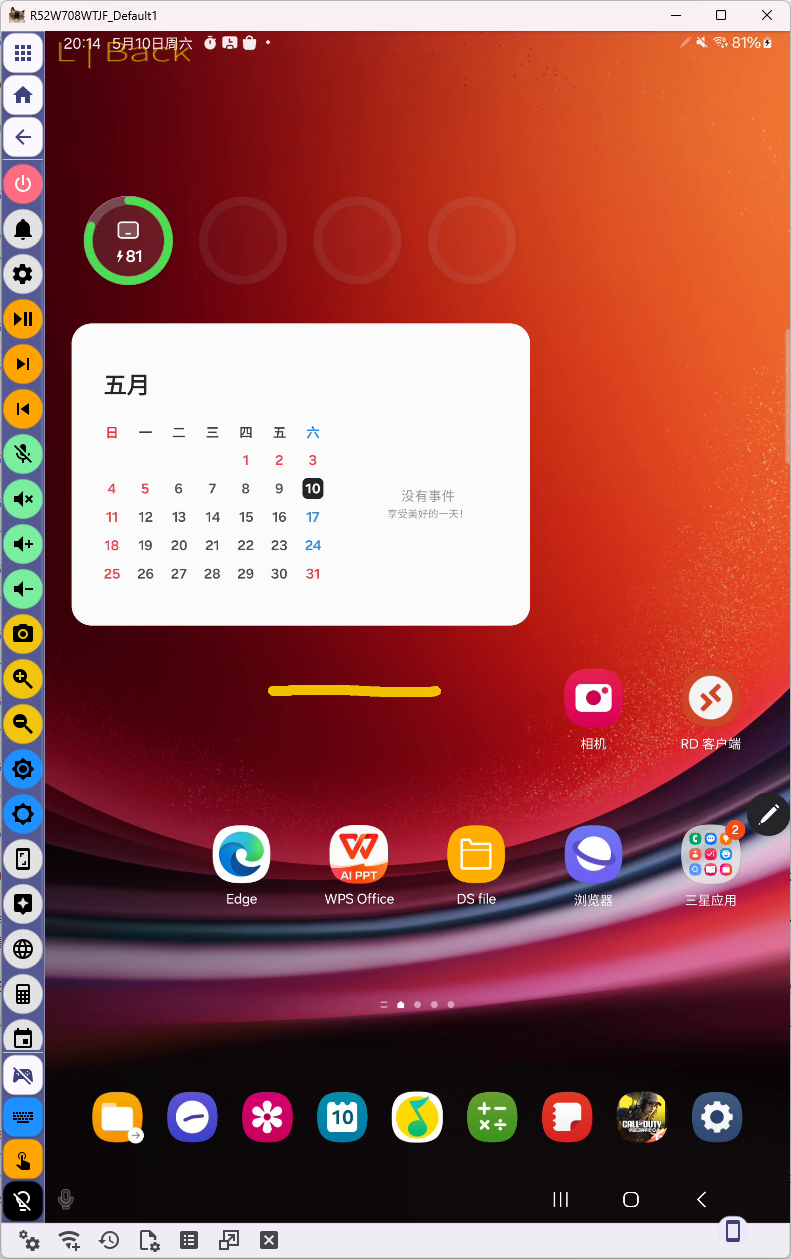 R52W708WTJF_Default1
20:14 5月10日周六
81%
L | Back
81
五月
日 一 二 三 四 五 六
1 2 3
4 5 6 7 8 9 10
11 12 13 14 15 16 17
18 19 20 21 22 23 24
25 26 27 28 29 30 31
没有事件
享受美好的一天!
相机
RD 客户端
2
AI PPT
Edge
WPS Office
DS file
浏览器
三星应用
10
CALL OF DUTY